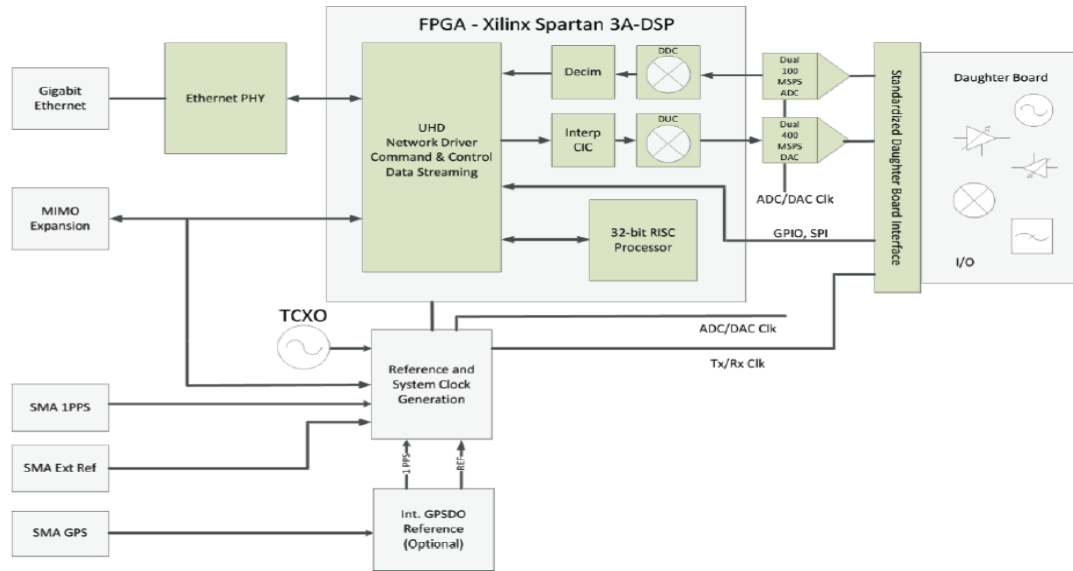 FPGA - Xilinx Spartan 3A-DSP
Gigabit
Ethernet
Ethernet PHY
UHD
Network Driver
Command & Control
Data Streaming
Decim
DDC
Dual
100
MSPS
ADC
Interp
CIC
DUC
Dual
400
MSPS
DAC
ADC/DAC Clk
Standardized Daughter Board Interface
Daughter Board
I/O
MIMO
Expansion
GPIO, SPI
32-bit RISC
Processor
TCXO
ADC/DAC Clk
Tx/Rx Clk
Reference and
System Clock
Generation
SMA 1PPS
SMA Ext Ref
1 PPS
REF
SMA GPS
Int. GPSDO
Reference
(Optional)